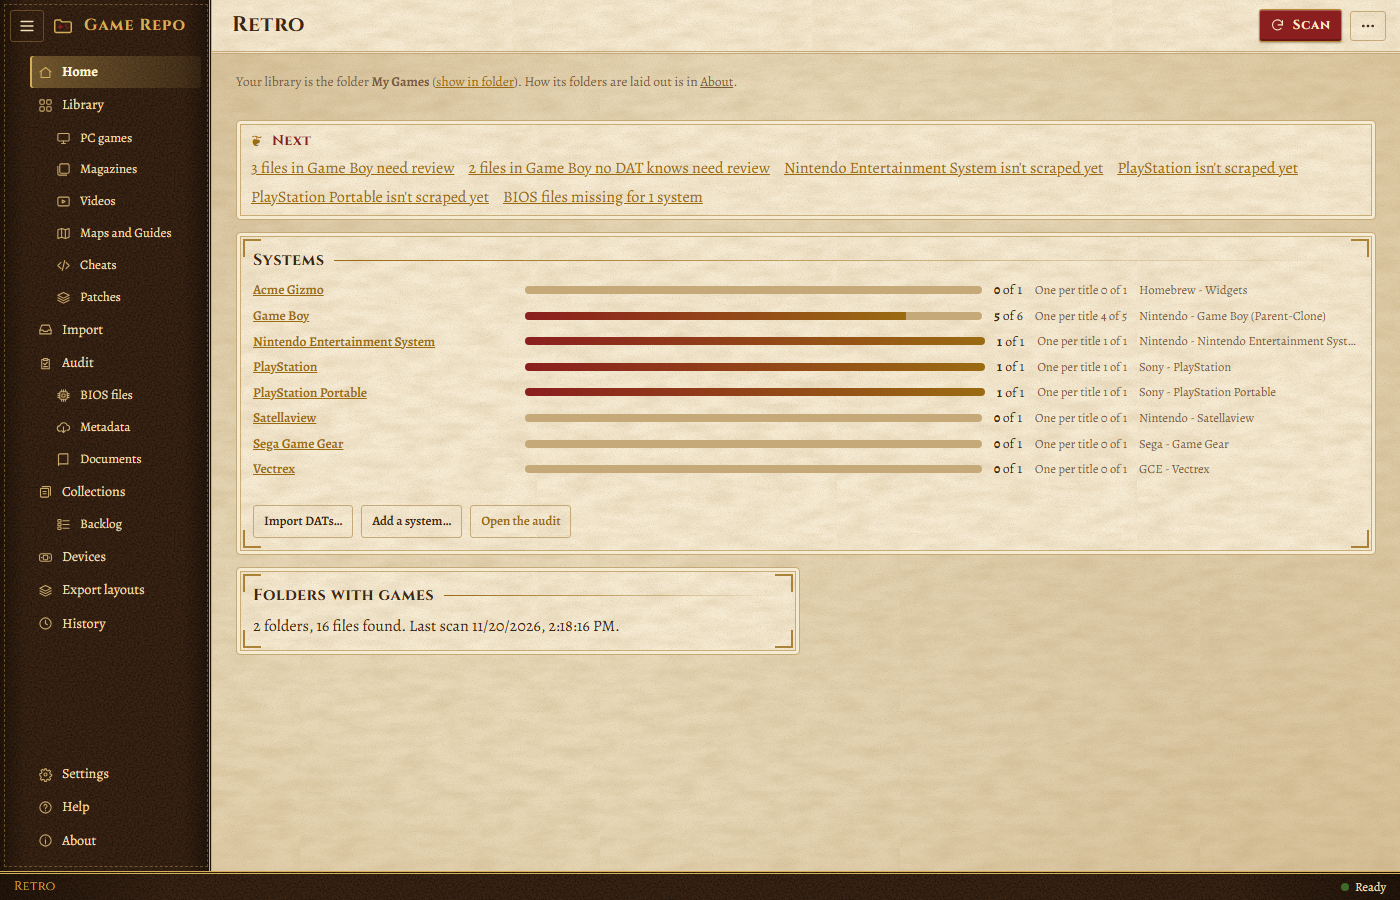 GAME REPO
RETRO
SCAN
Home
Library
PC games
Magazines
Videos
Maps and Guides
Cheats
Patches
Import
Audit
BIOS files
Metadata
Documents
Collections
Backlog
Devices
Export layouts
History
Settings
Help
About
Your library is the folder My Games (show in folder). How its folders are laid out is in About.
NEXT
3 files in Game Boy need review 2 files in Game Boy no DAT knows need review Nintendo Entertainment System isn't scraped yet PlayStation isn't scraped yet
PlayStation Portable isn't scraped yet BIOS files missing for 1 system
SYSTEMS
Acme Gizmo 0 of 1 One per title 0 of 1 Homebrew - Widgets
Game Boy 5 of 6 One per title 4 of 5 Nintendo - Game Boy (Parent-Clone)
Nintendo Entertainment System 1 of 1 One per title 1 of 1 Nintendo - Nintendo Entertainment Syst...
PlayStation 1 of 1 One per title 1 of 1 Sony - PlayStation
PlayStation Portable 1 of 1 One per title 1 of 1 Sony - PlayStation Portable
Satellaview 0 of 1 One per title 0 of 1 Nintendo - Satellaview
Sega Game Gear 0 of 1 One per title 0 of 1 Sega - Game Gear
Vectrex 0 of 1 One per title 0 of 1 GCE - Vectrex
Import DATs... Add a system... Open the audit
FOLDERS WITH GAMES
2 folders, 16 files found. Last scan 11/20/2026, 2:18:16 PM.
RETRO
Ready